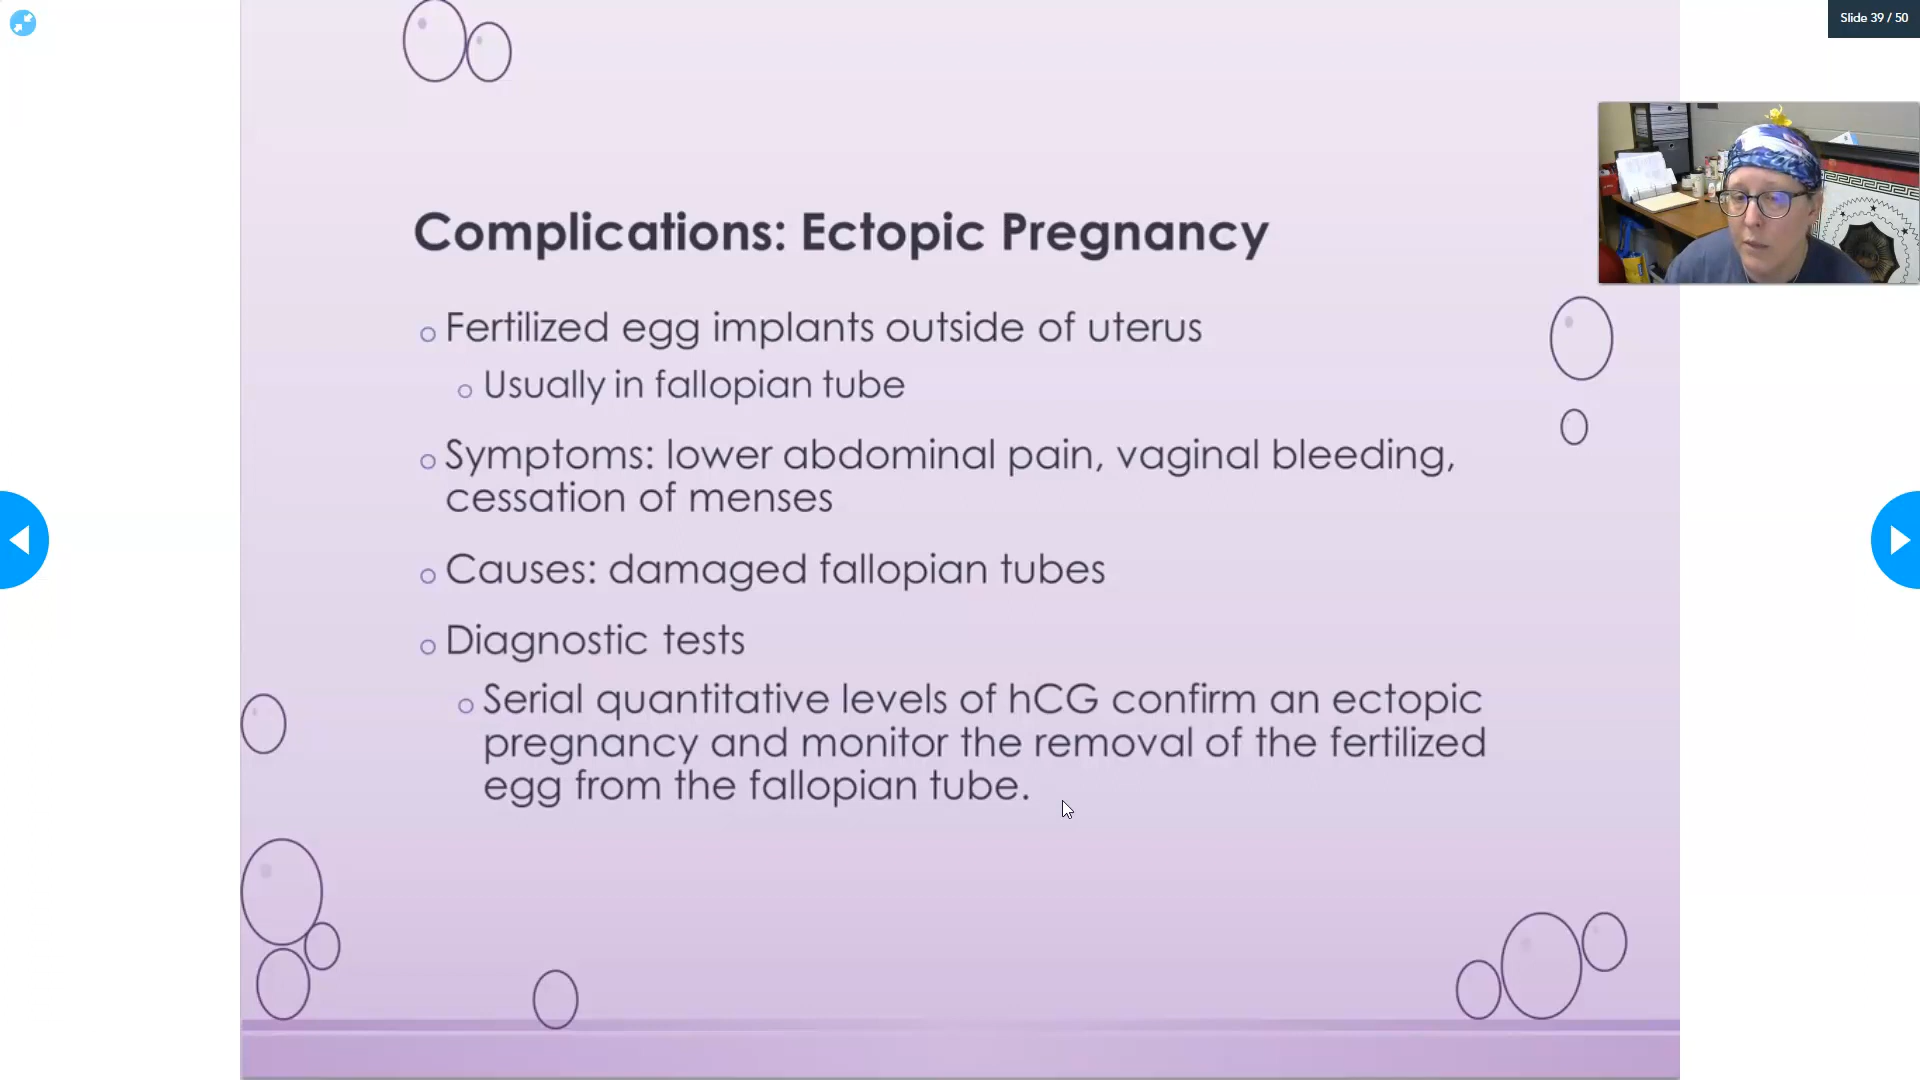 Slide 39 / 50
Complications: Ectopic Pregnancy
Fertilized egg implants outside of uterus
Usually in fallopian tube
Symptoms: lower abdominal pain, vaginal bleeding,
cessation of menses
Causes: damaged fallopian tubes
Diagnostic tests
Serial quantitative levels of hCG confirm an ectopic
pregnancy and monitor the removal of the fertilized
egg from the fallopian tube.